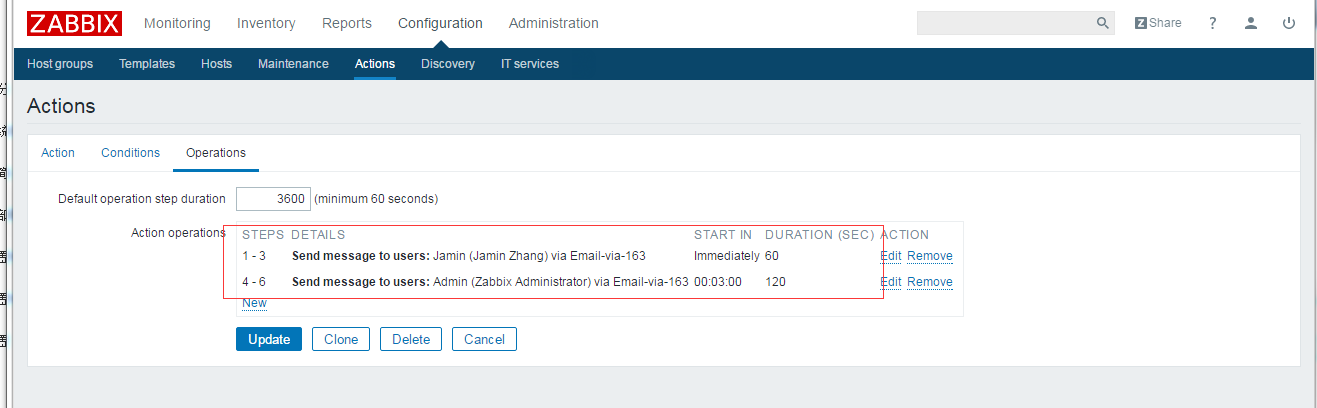 ZABBIX Monitoring Inventory Reports Configuration Administration Z Share ?
Host groups Templates Hosts Maintenance Actions Discovery IT services
Actions
Action Conditions Operations
Default operation step duration 3600 (minimum 60 seconds)
Action operations STEPS DETAILS START IN DURATION (SEC) ACTION
1 - 3 Send message to users: Jamin (Jamin Zhang) via Email-via-163 Immediately 60 Edit Remove
4 - 6 Send message to users: Admin (Zabbix Administrator) via Email-via-163 00:03:00 120 Edit Remove
New
Update Clone Delete Cancel